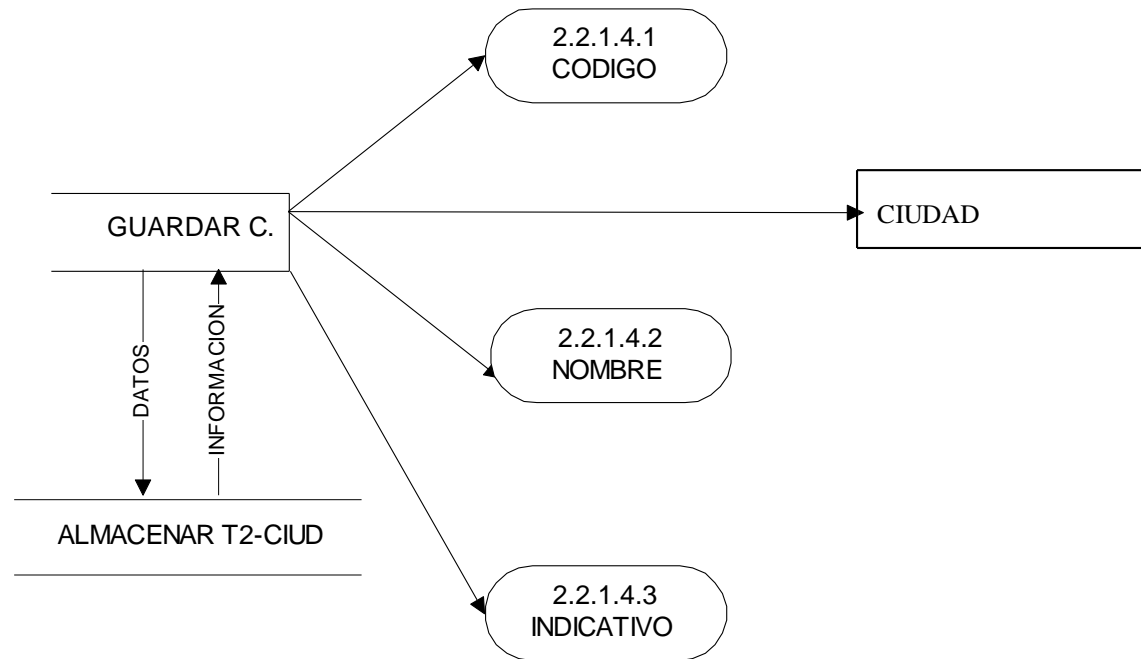 2.2.1.4.1
CODIGO
GUARDAR C.
CIUDAD
DATOS
INFORMACION
2.2.1.4.2
NOMBRE
ALMACENAR T2-CIUD
2.2.1.4.3
INDICATIVO